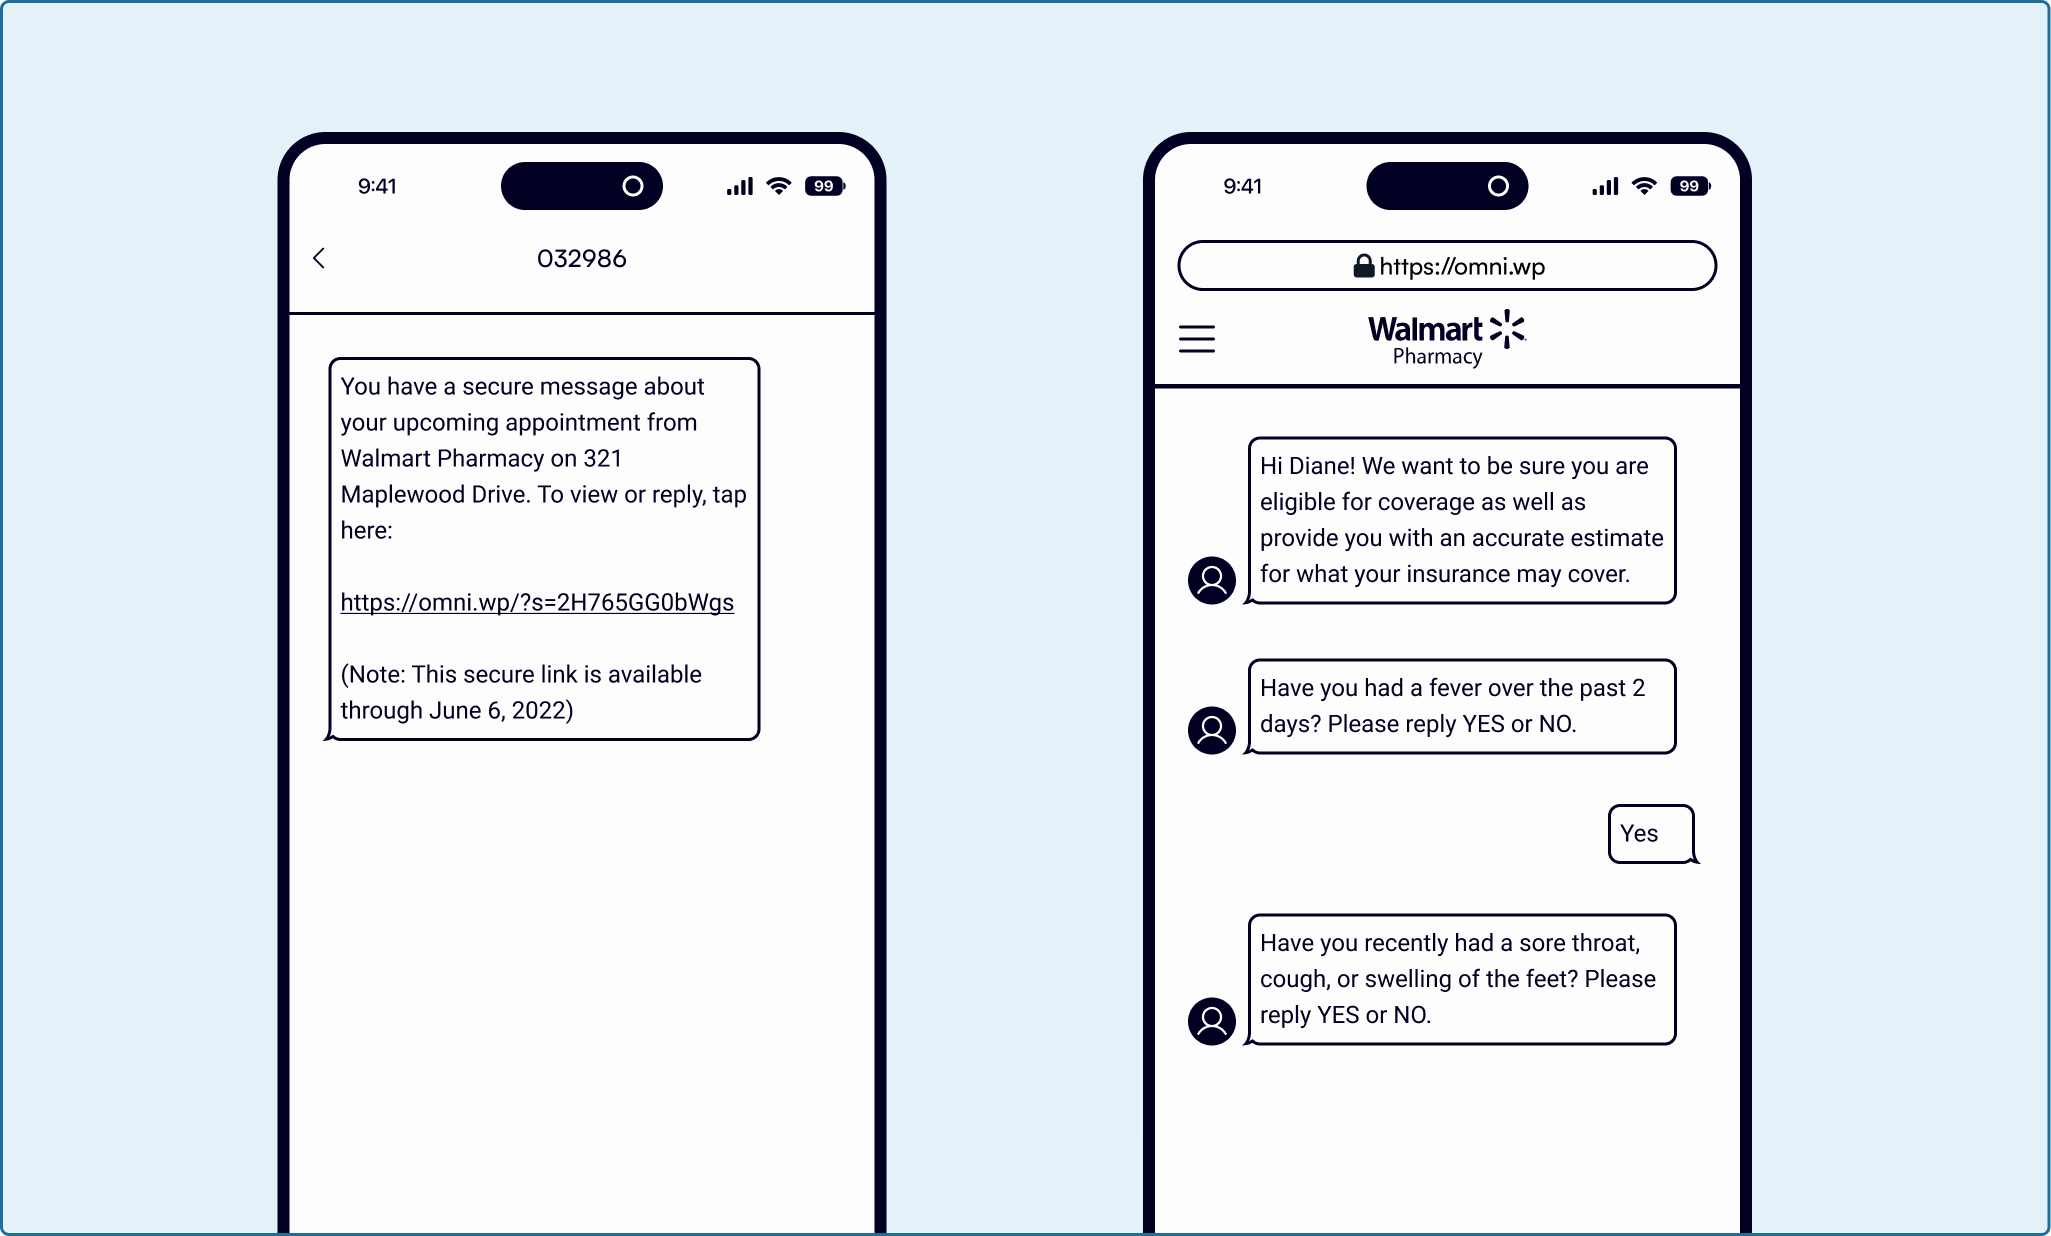 9:41
99
032986
You have a secure message about
your upcoming appointment from
Walmart Pharmacy on 321
Maplewood Drive. To view or reply, tap
here:
https://omni.wp/?s=2H765GG0bWgs
(Note: This secure link is available
through June 6, 2022)
9:41
99
https://omni.wp
Walmart
Pharmacy
Hi Diane! We want to be sure you are
eligible for coverage as well as
provide you with an accurate estimate
for what your insurance may cover.
Have you had a fever over the past 2
days? Please reply YES or NO.
Yes
Have you recently had a sore throat,
cough, or swelling of the feet? Please
reply YES or NO.